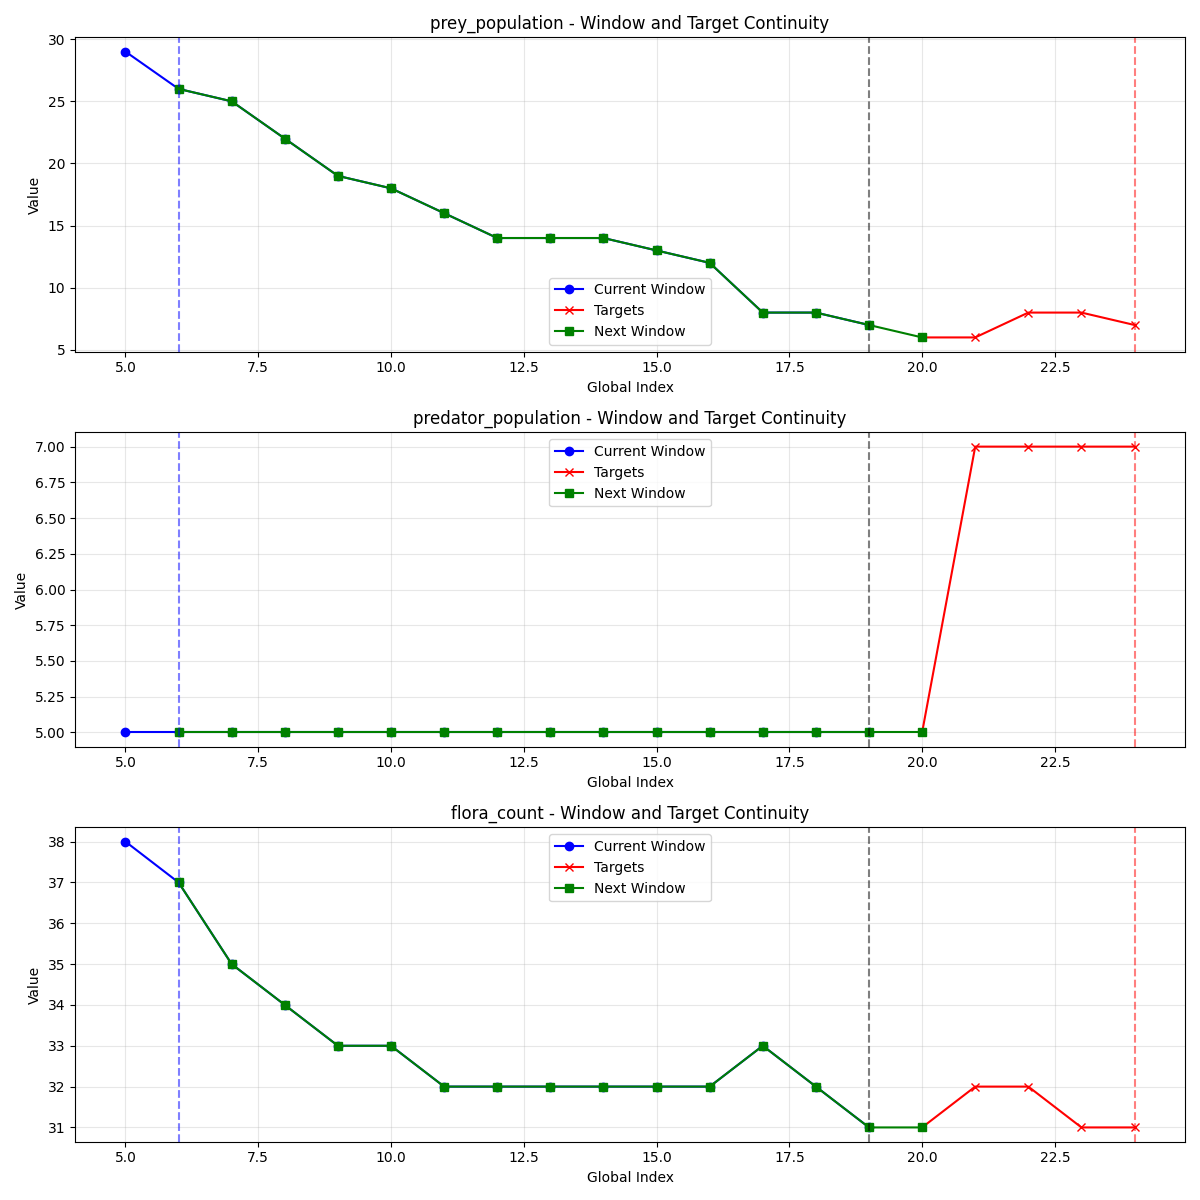 prey_population - Window and Target Continuity
30
25
20
15
10
5
Value
Current Window
Targets
Next Window
5.0 7.5 10.0 12.5 15.0 17.5 20.0 22.5
Global Index
predator_population - Window and Target Continuity
7.00
6.75
6.50
6.25
6.00
5.75
5.50
5.25
5.00
Value
Current Window
Targets
Next Window
5.0 7.5 10.0 12.5 15.0 17.5 20.0 22.5
Global Index
flora_count - Window and Target Continuity
38
37
36
35
34
33
32
31
Value
Current Window
Targets
Next Window
5.0 7.5 10.0 12.5 15.0 17.5 20.0 22.5
Global Index